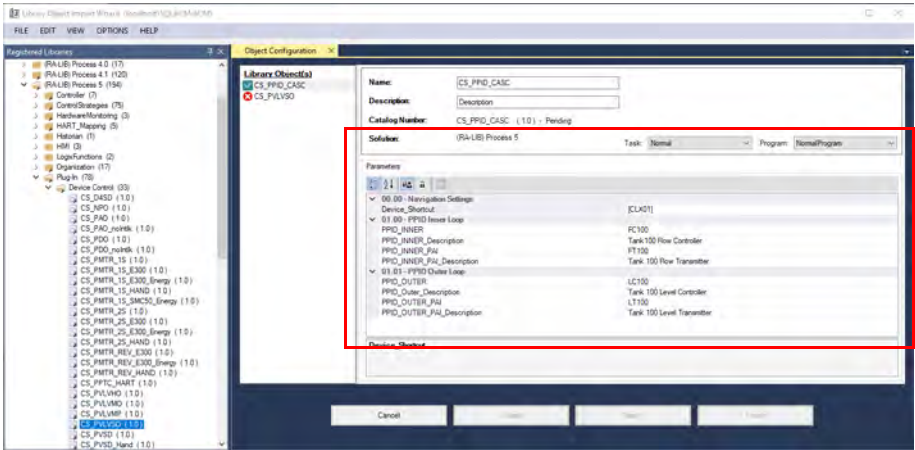 Library Object Import Wizard
FILE EDIT VIEW OPTIONS HELP
Registered Libraries
(RA-LIB) Process 4.0 (17)
(RA-LIB) Process 4.1 (120)
(RA-LIB) Process 5 (194)
Controller (7)
ControlStrategies (75)
HardwareMonitoring (3)
HART_Mapping (5)
Historian (1)
HMI (3)
LogixFunctions (2)
Organization (17)
Plug-In (78)
Device Control (33)
CS_D4SD (1.0)
CS_NPO (1.0)
CS_PAO (1.0)
CS_PAO_noIntlk (1.0)
CS_PDO (1.0)
CS_PDO_noIntlk (1.0)
CS_PMTR_1S (1.0)
CS_PMTR_1S_E300 (1.0)
CS_PMTR_1S_E300_Energy (1.0)
CS_PMTR_1S_HAND (1.0)
CS_PMTR_1S_SMC50_Energy (1.0)
CS_PMTR_2S (1.0)
CS_PMTR_2S_E300 (1.0)
CS_PMTR_2S_E300_Energy (1.0)
CS_PMTR_2S_HAND (1.0)
CS_PMTR_REV_E300 (1.0)
CS_PMTR_REV_E300_Energy (1.0)
CS_PMTR_REV_HAND (1.0)
CS_PPTC_HART (1.0)
CS_PVLVHO (1.0)
CS_PVLVMO (1.0)
CS_PVLVMP (1.0)
CS_PVLVSO (1.0)
CS_PVSD (1.0)
CS_PVSD_Hand (1.0)
Object Configuration
Library Object(s)
CS_PPID_CASC
CS_PVLVSO
Name: CS_PPID_CASC
Description: Description
Catalog Number: CS_PPID_CASC (1.0) - Pending
Solution: (RA-LIB) Process 5 Task: Normal Program: NormalProgram
Parameters
00.00 - Navigation Settings
Device_Shortcut [CLX01]
01.00 - PPID Inner Loop
PPID_INNER FC100
PPID_INNER_Description Tank 100 Flow Controller
PPID_INNER_PAI FT100
PPID_INNER_PAI_Description Tank 100 Flow Transmitter
01.01 - PPID Outer Loop
PPID_OUTER LC100
PPID_Outer_Description Tank 100 Level Controller
PPID_OUTER_PAI LT100
PPID_OUTER_PAI_Description Tank 100 Level Transmitter
Device_Shortcut
Cancel